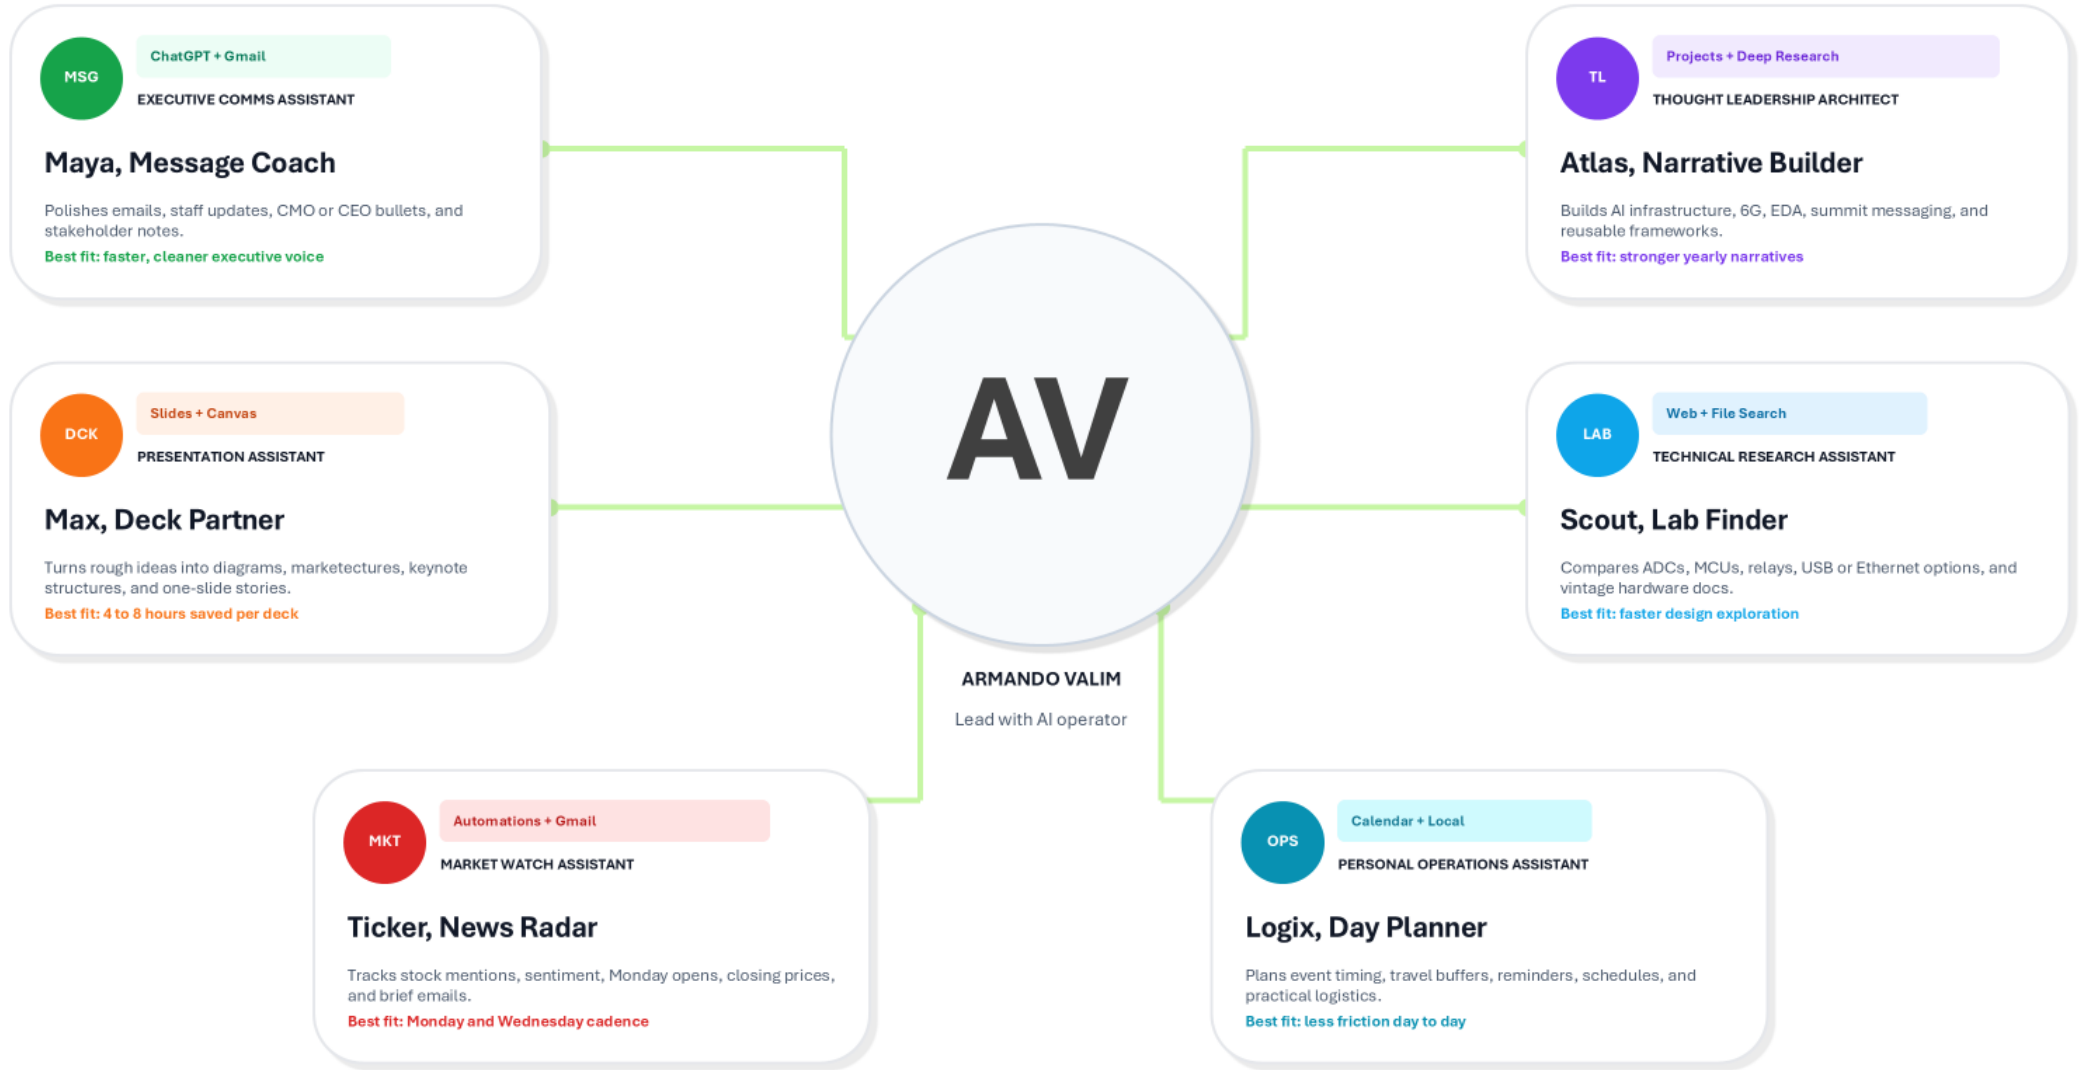 MSG
ChatGPT + Gmail
EXECUTIVE COMMS ASSISTANT
Maya, Message Coach
Polishes emails, staff updates, CMO or CEO bullets, and
stakeholder notes.
Best fit: faster, cleaner executive voice
TL
Projects + Deep Research
THOUGHT LEADERSHIP ARCHITECT
Atlas, Narrative Builder
Builds AI infrastructure, 6G, EDA, summit messaging, and
reusable frameworks.
Best fit: stronger yearly narratives
DCK
Slides + Canvas
PRESENTATION ASSISTANT
Max, Deck Partner
Turns rough ideas into diagrams, marketectures, keynote
structures, and one-slide stories.
Best fit: 4 to 8 hours saved per deck
AV
ARMANDO VALIM
Lead with AI operator
LAB
Web + File Search
TECHNICAL RESEARCH ASSISTANT
Scout, Lab Finder
Compares ADCs, MCUs, relays, USB or Ethernet options, and
vintage hardware docs.
Best fit: faster design exploration
MKT
Automations + Gmail
MARKET WATCH ASSISTANT
Ticker, News Radar
Tracks stock mentions, sentiment, Monday opens, closing prices,
and brief emails.
Best fit: Monday and Wednesday cadence
OPS
Calendar + Local
PERSONAL OPERATIONS ASSISTANT
Logix, Day Planner
Plans event timing, travel buffers, reminders, schedules, and
practical logistics.
Best fit: less friction day to day